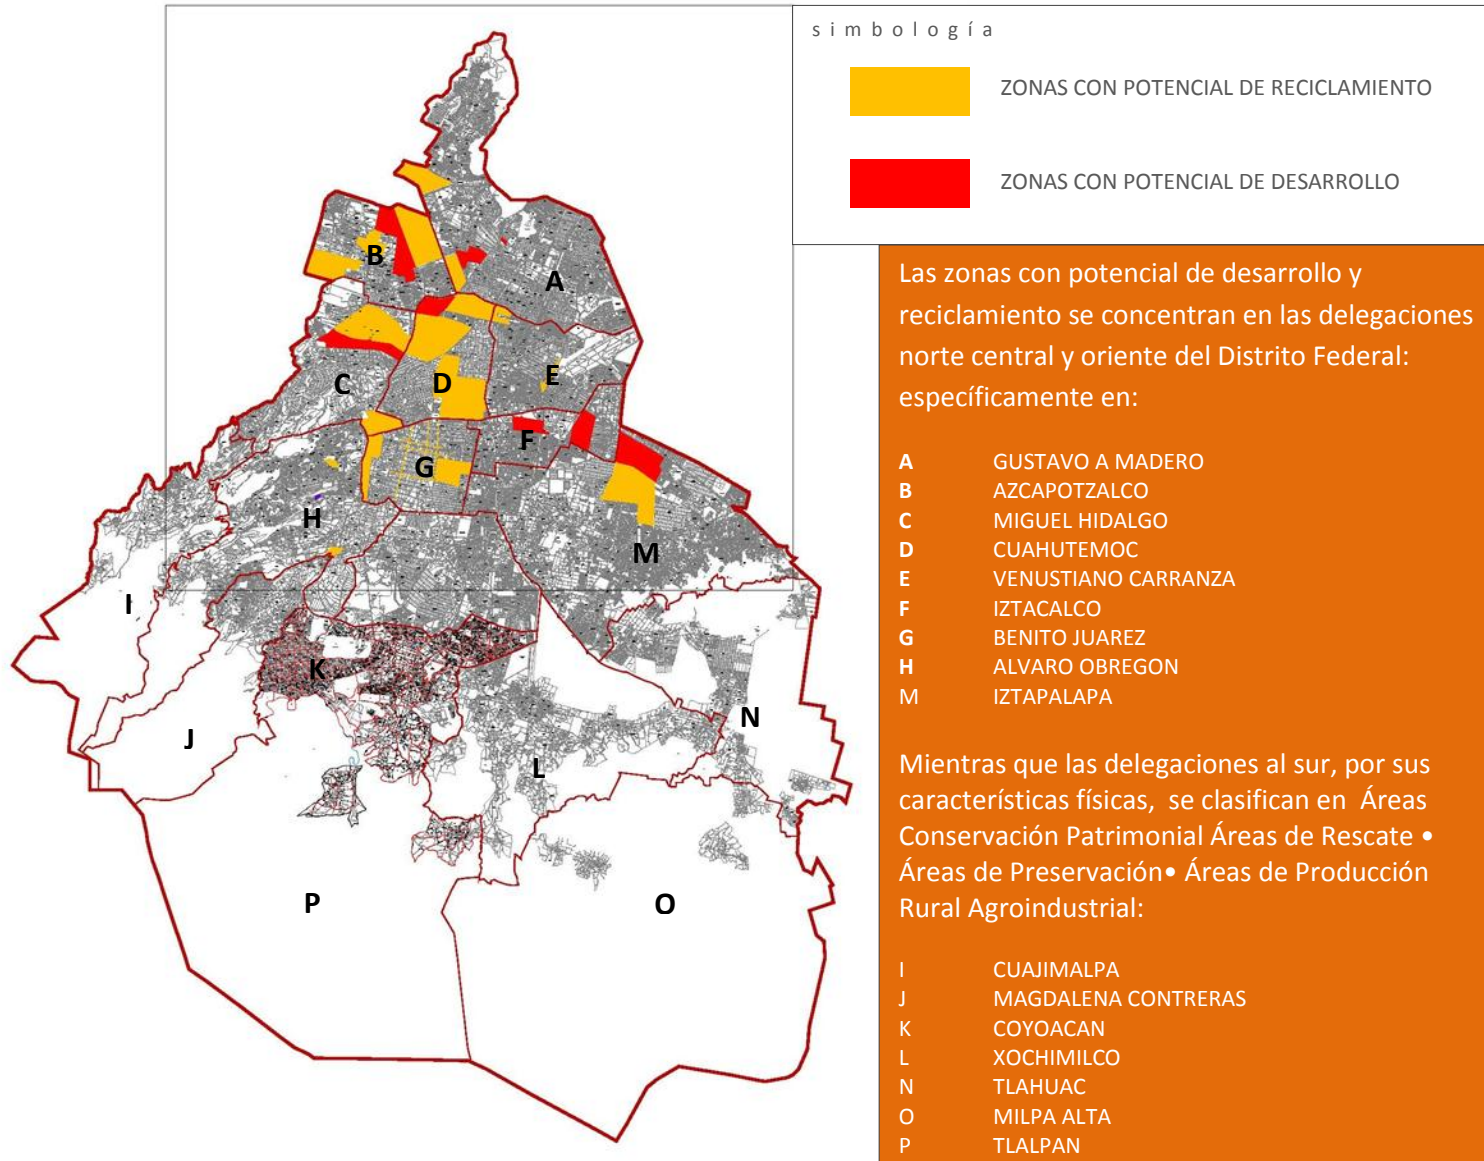 simbología
ZONAS CON POTENCIAL DE RECICLAMIENTO
ZONAS CON POTENCIAL DE DESARROLLO
Las zonas con potencial de desarrollo y
reciclamiento se concentran en las delegaciones
norte central y oriente del Distrito Federal:
específicamente en:
A GUSTAVO A MADERO
B AZCAPOTZALCO
C MIGUEL HIDALGO
D CUAHUTEMOC
E VENUSTIANO CARRANZA
F IZTACALCO
G BENITO JUAREZ
H ALVARO OBREGON
M IZTAPALAPA
Mientras que las delegaciones al sur, por sus
características físicas, se clasifican en Áreas
Conservación Patrimonial Áreas de Rescate •
Áreas de Preservación• Áreas de Producción
Rural Agroindustrial:
I CUAJIMALPA
J MAGDALENA CONTRERAS
K COYOACAN
L XOCHIMILCO
N TLAHUAC
O MILPA ALTA
P TLALPAN
B
A
C
D
E
F
G
H
M
I
K
J
N
L
P
O